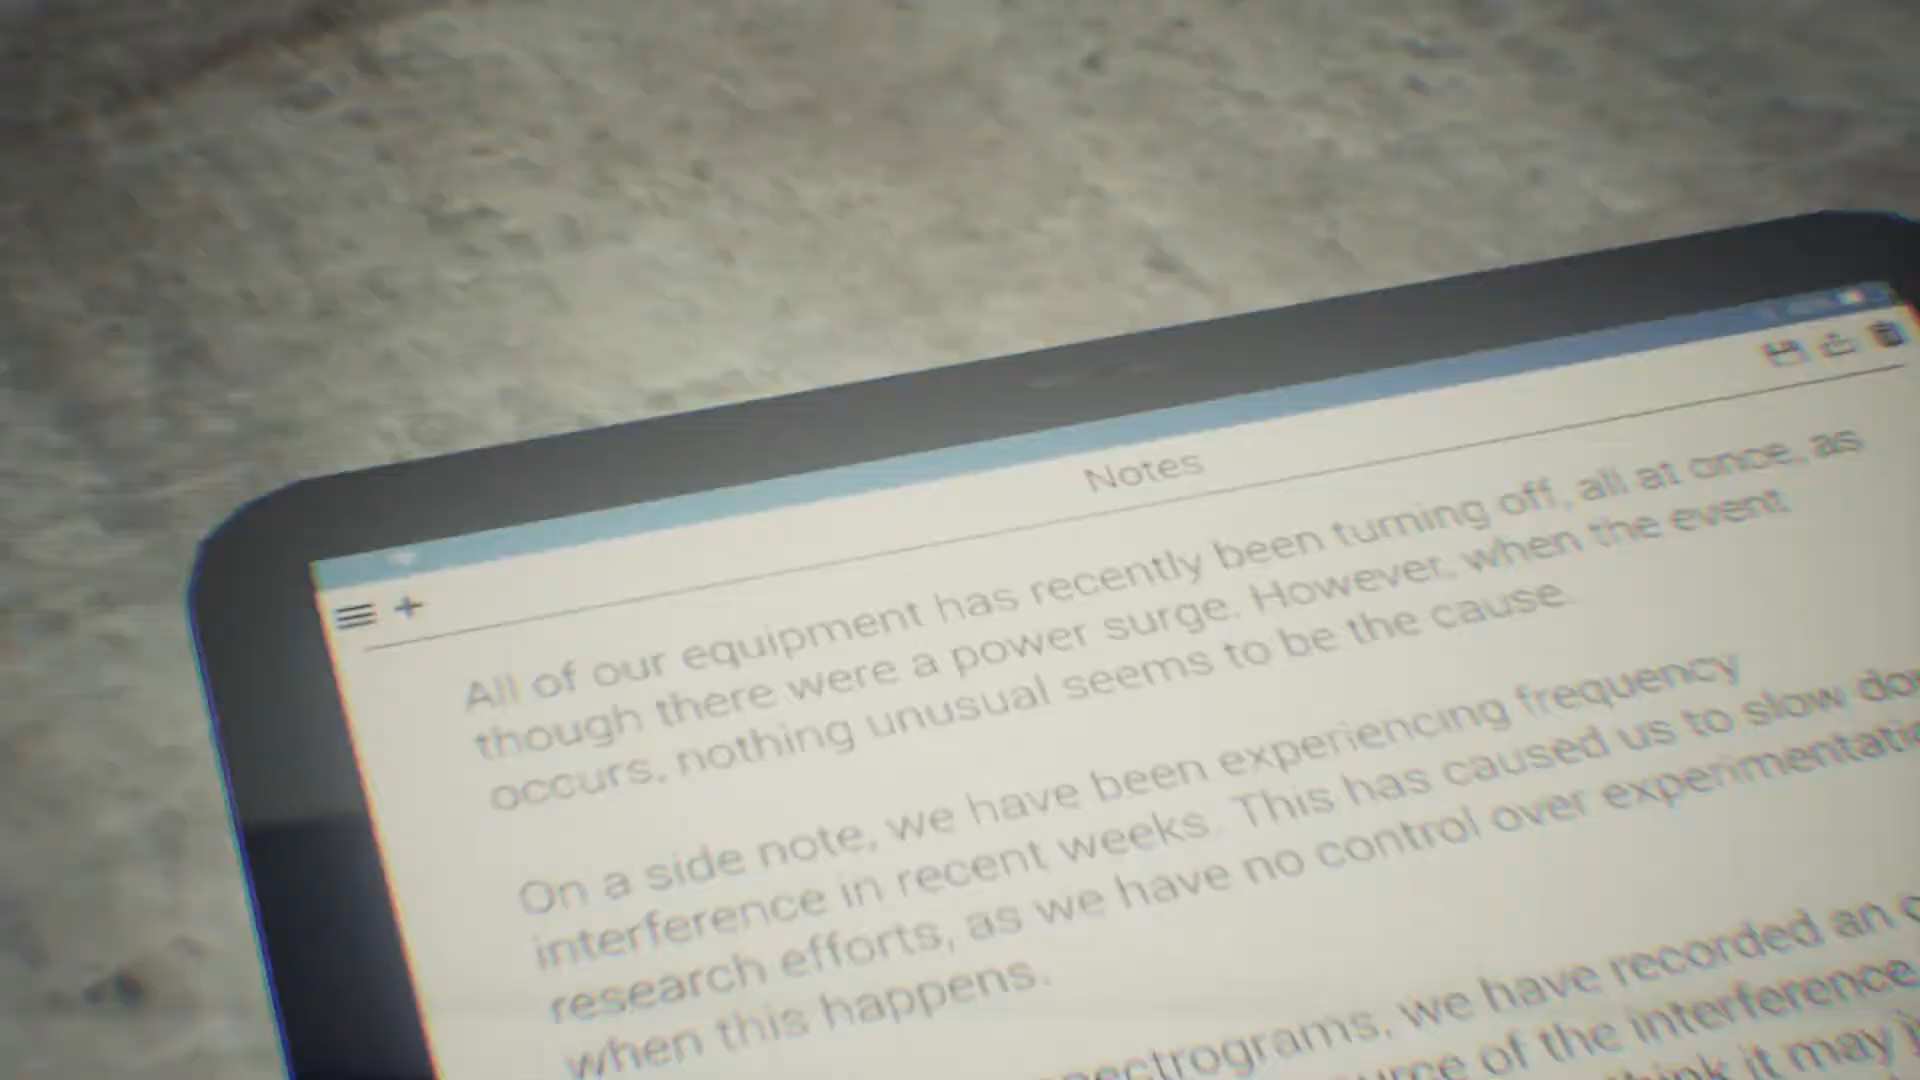 Notes
All of our equipment has recently been turning off, all at once, as
though there were a power surge. However, when the event
occurs, nothing unusual seems to be the cause.
On a side note, we have been experiencing frequency
interference in recent weeks. This has caused us to slow
research efforts, as we have no control over
when this happens.
we have recorded an
of the interference
it may